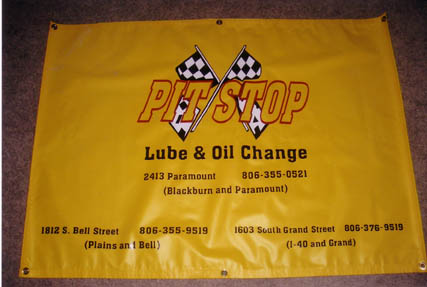 PIT STOP
Lube & Oil Change
2413 Paramount 806-355-0521
(Blackburn and Paramount)
1812 S. Bell Street 806-355-9519 1603 South Grand Street 806-376-9519
(Plains and Bell) (I-40 and Grand)